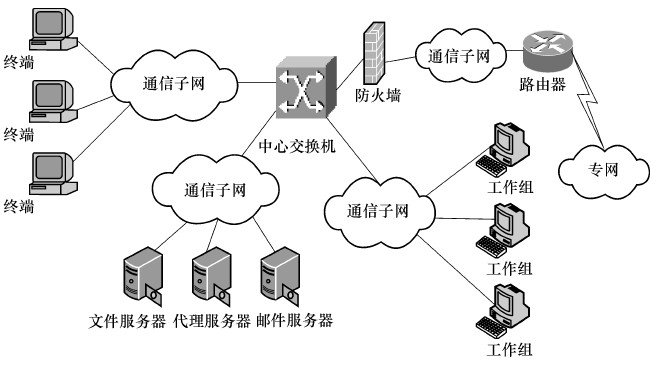 终端
终端
终端
通信子网
中心交换机
防火墙
通信子网
路由器
专网
通信子网
文件服务器
代理服务器
邮件服务器
通信子网
工作组
工作组
工作组